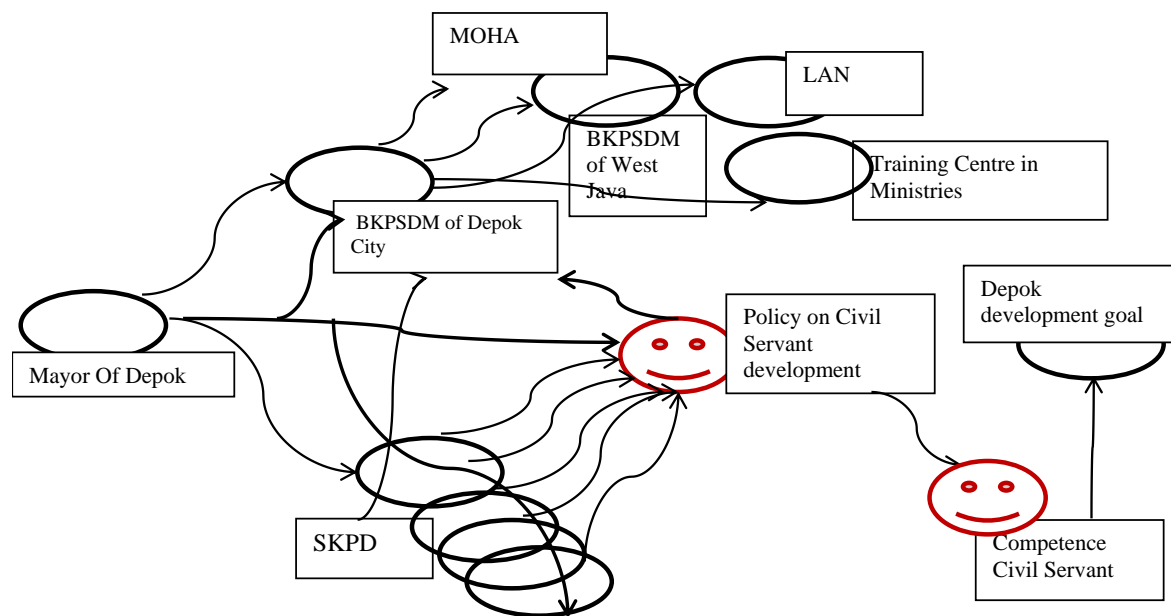 MOHA
LAN
BKPSDM
of West
Java
Training Centre in
Ministries
BKPSDM of Depok
City
Depok
development goal
Policy on Civil
Servant
development
Mayor Of Depok
SKPD
Competence
Civil Servant